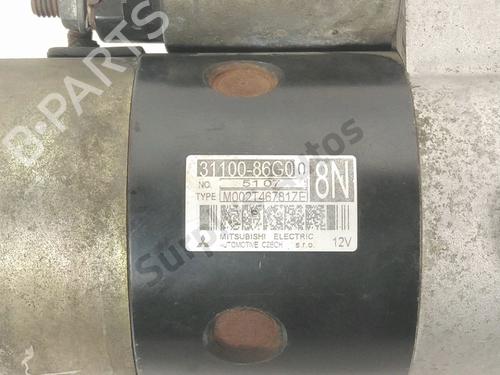 B-PARTS
31100-86G00
8N
NO. 5107
TYPE M002T46781ZE
MITSUBISHI ELECTRIC
AUTOMOTIVE CZECH s.r.o. 12V